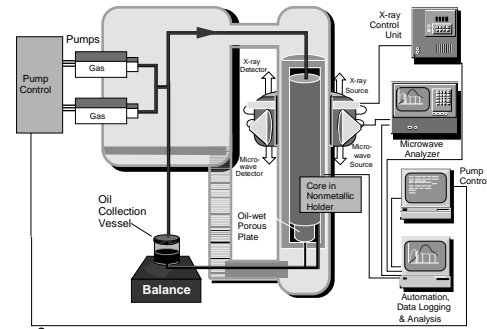 Pumps
Gas
Gas
Pump
Control
X-ray
Detector
X-ray
Source
X-ray
Control
Unit
Microwave
Analyzer
Micro-
wave
Detector
Micro-
wave
Source
Core in
Nonmetallic
Holder
Oil-wet
Porous
Plate
Oil
Collection
Vessel
Balance
Pump
Contro
Automation,
Data Logging
& Analysis